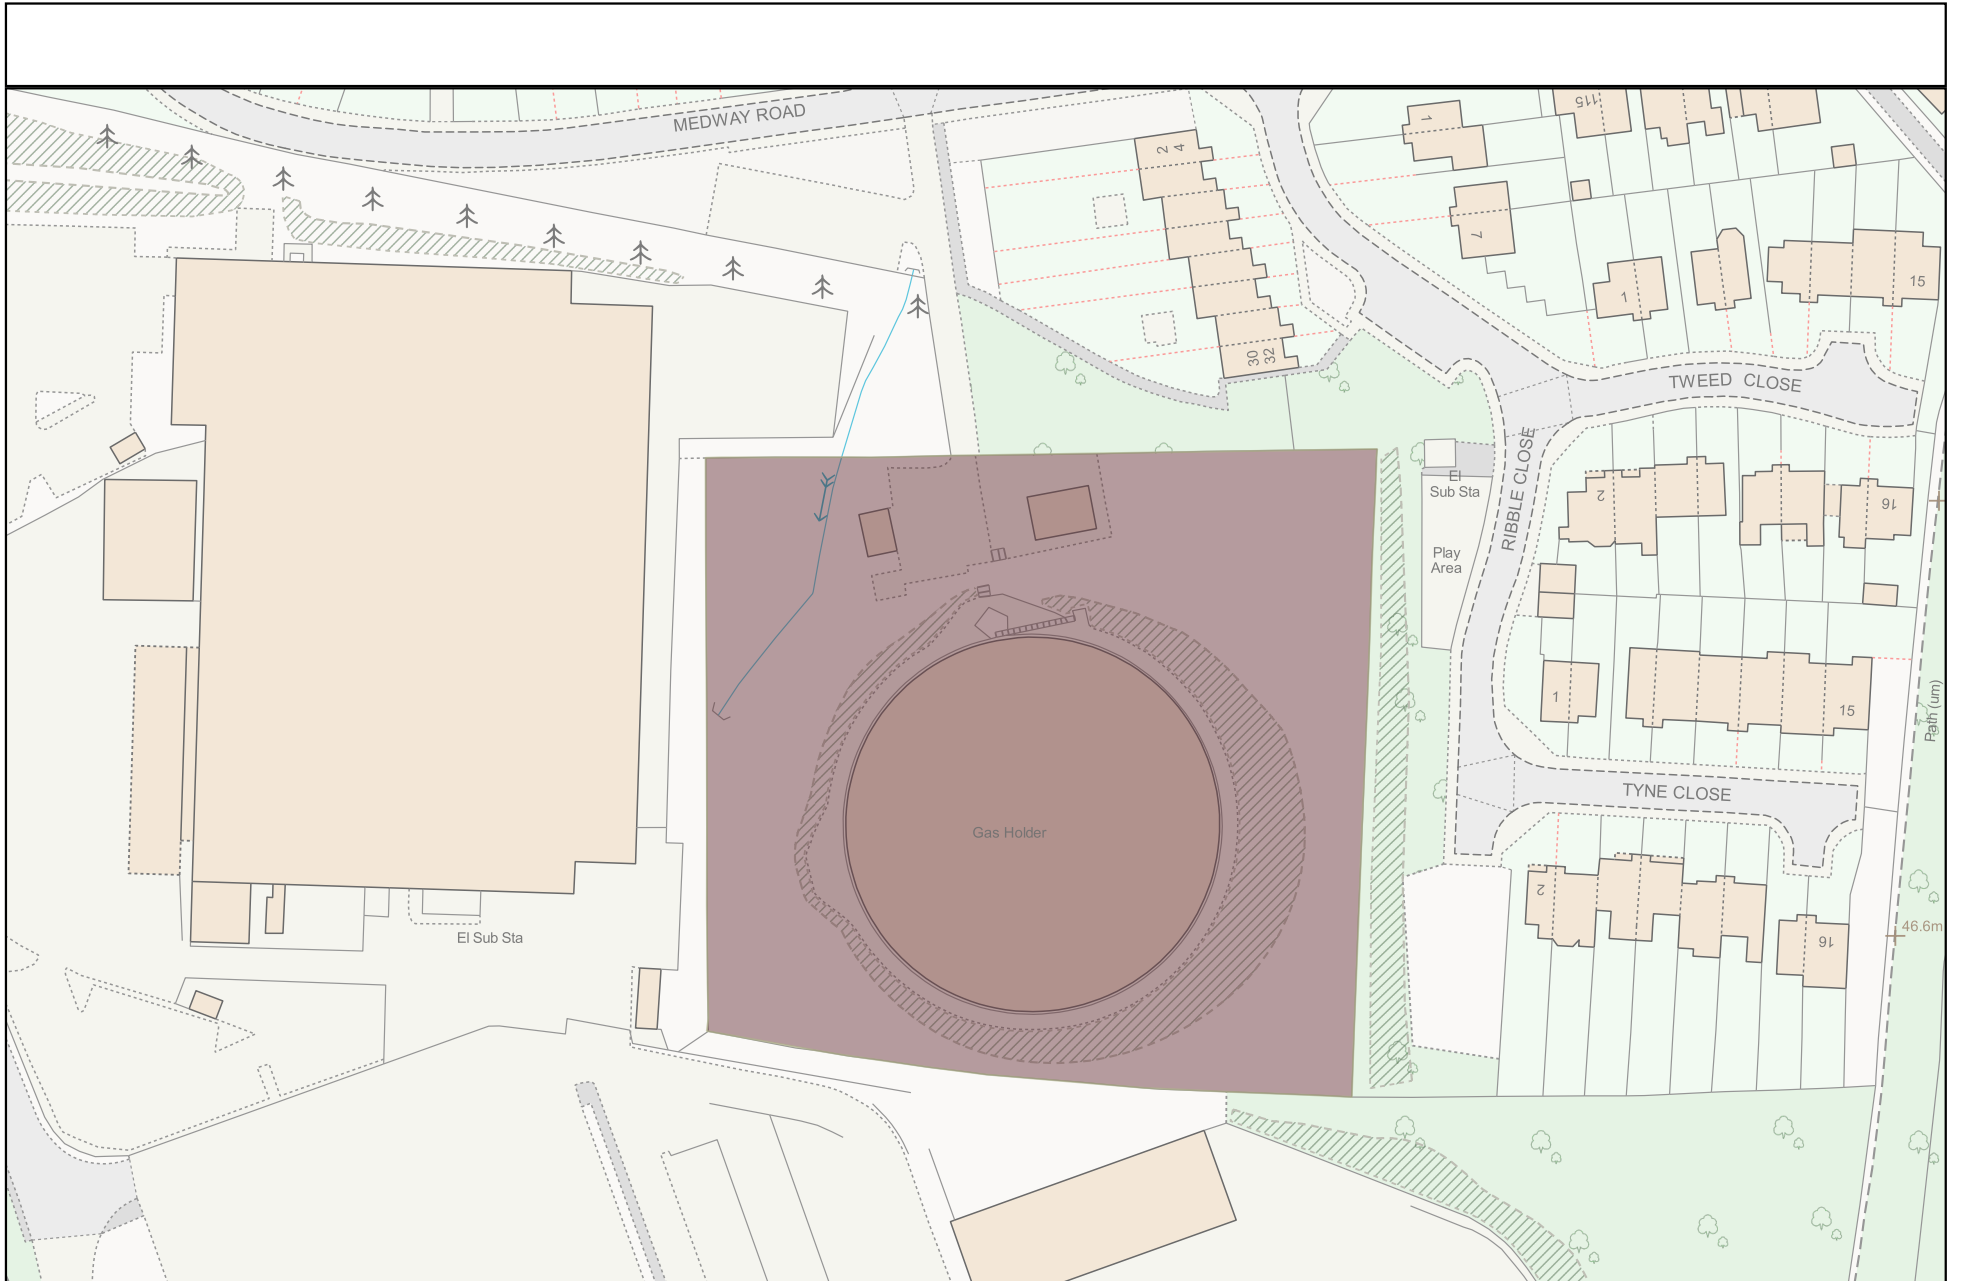 MEDWAY ROAD
2
4
1
115
7
1
15
30
32
TWEED CLOSE
El
Sub Sta
RIBBLE CLOSE
2
16
Play
Area
1
15
Path (um)
TYNE CLOSE
Gas Holder
2
16
46.6m
El Sub Sta